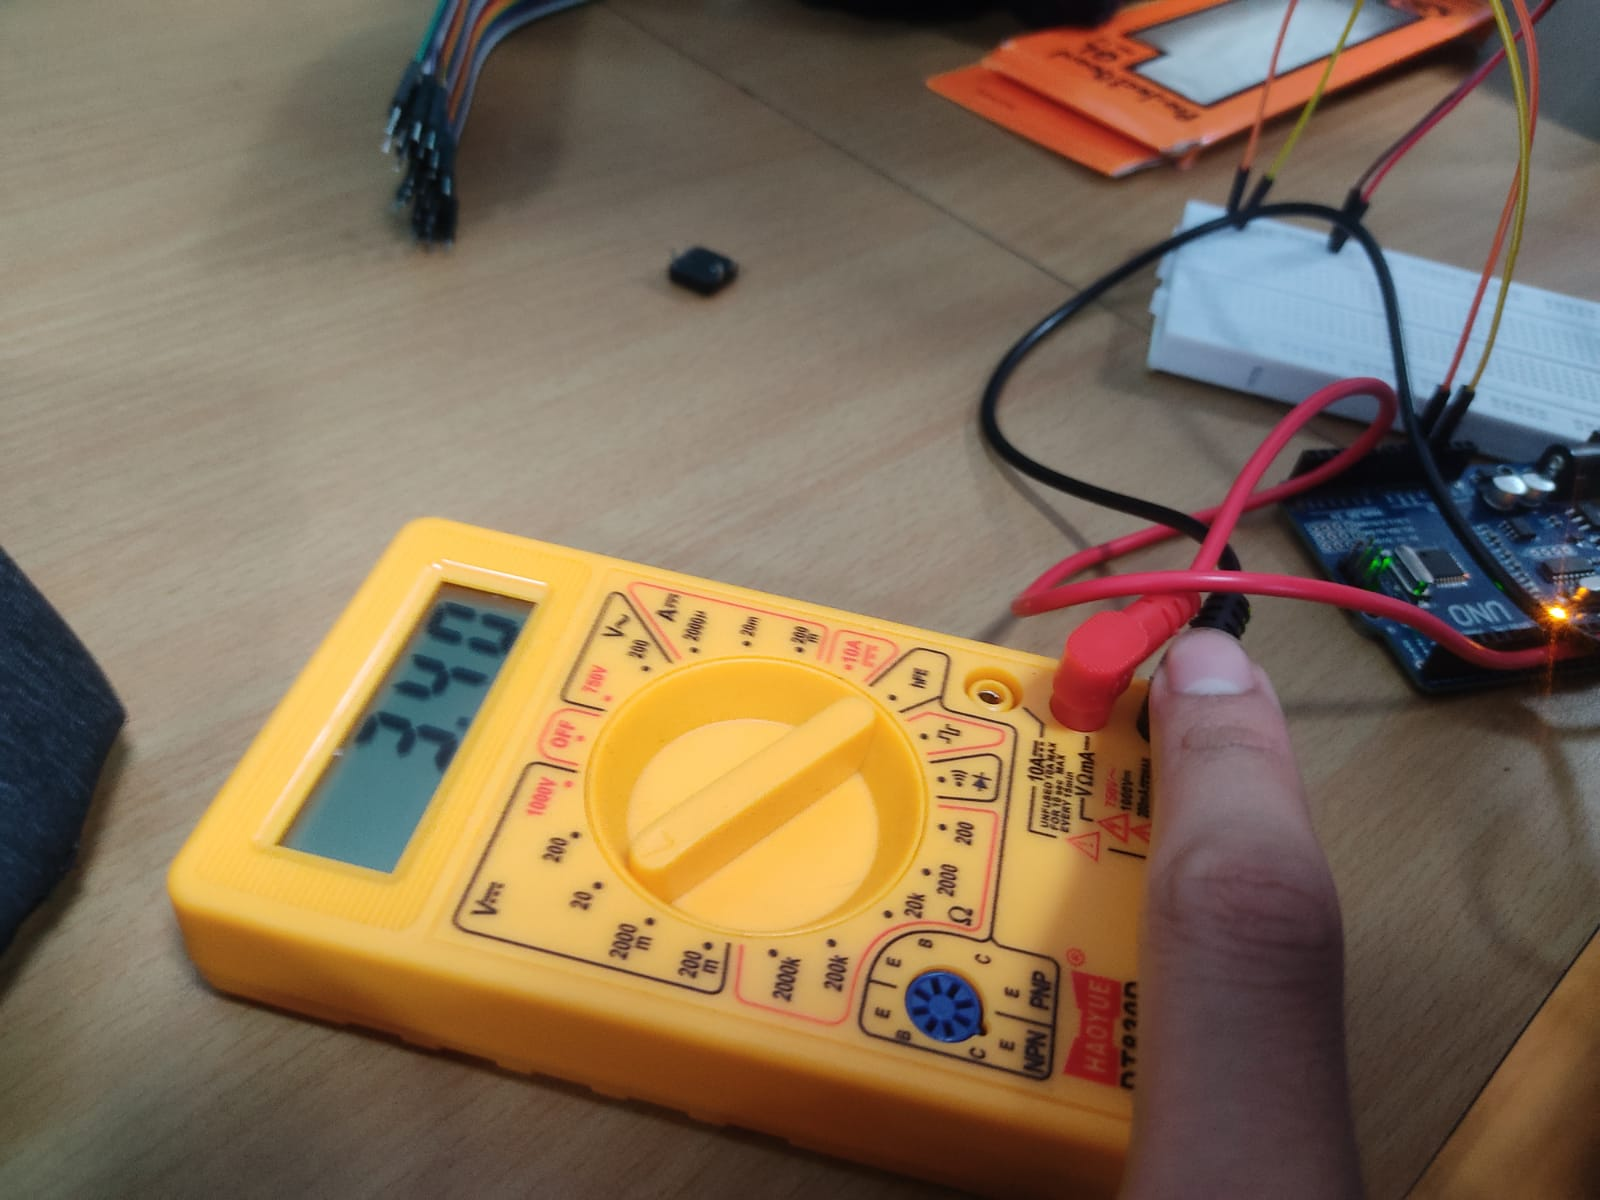 3.40
OFF
750V
200
V~
A
2000µ
20m
200
m
10A
hFE
1000V
200
20
2000
m
200
m
V
2000k
200k
20k
2000
200
Ω
10A
UNFUSED 10A MAX
FOR 10 sec MAX
EVERY 15min
VΩmA
750V~
1000V
E
B
C
E
B
C
E
E
NPN
PNP
HAOYUE
®
UNO